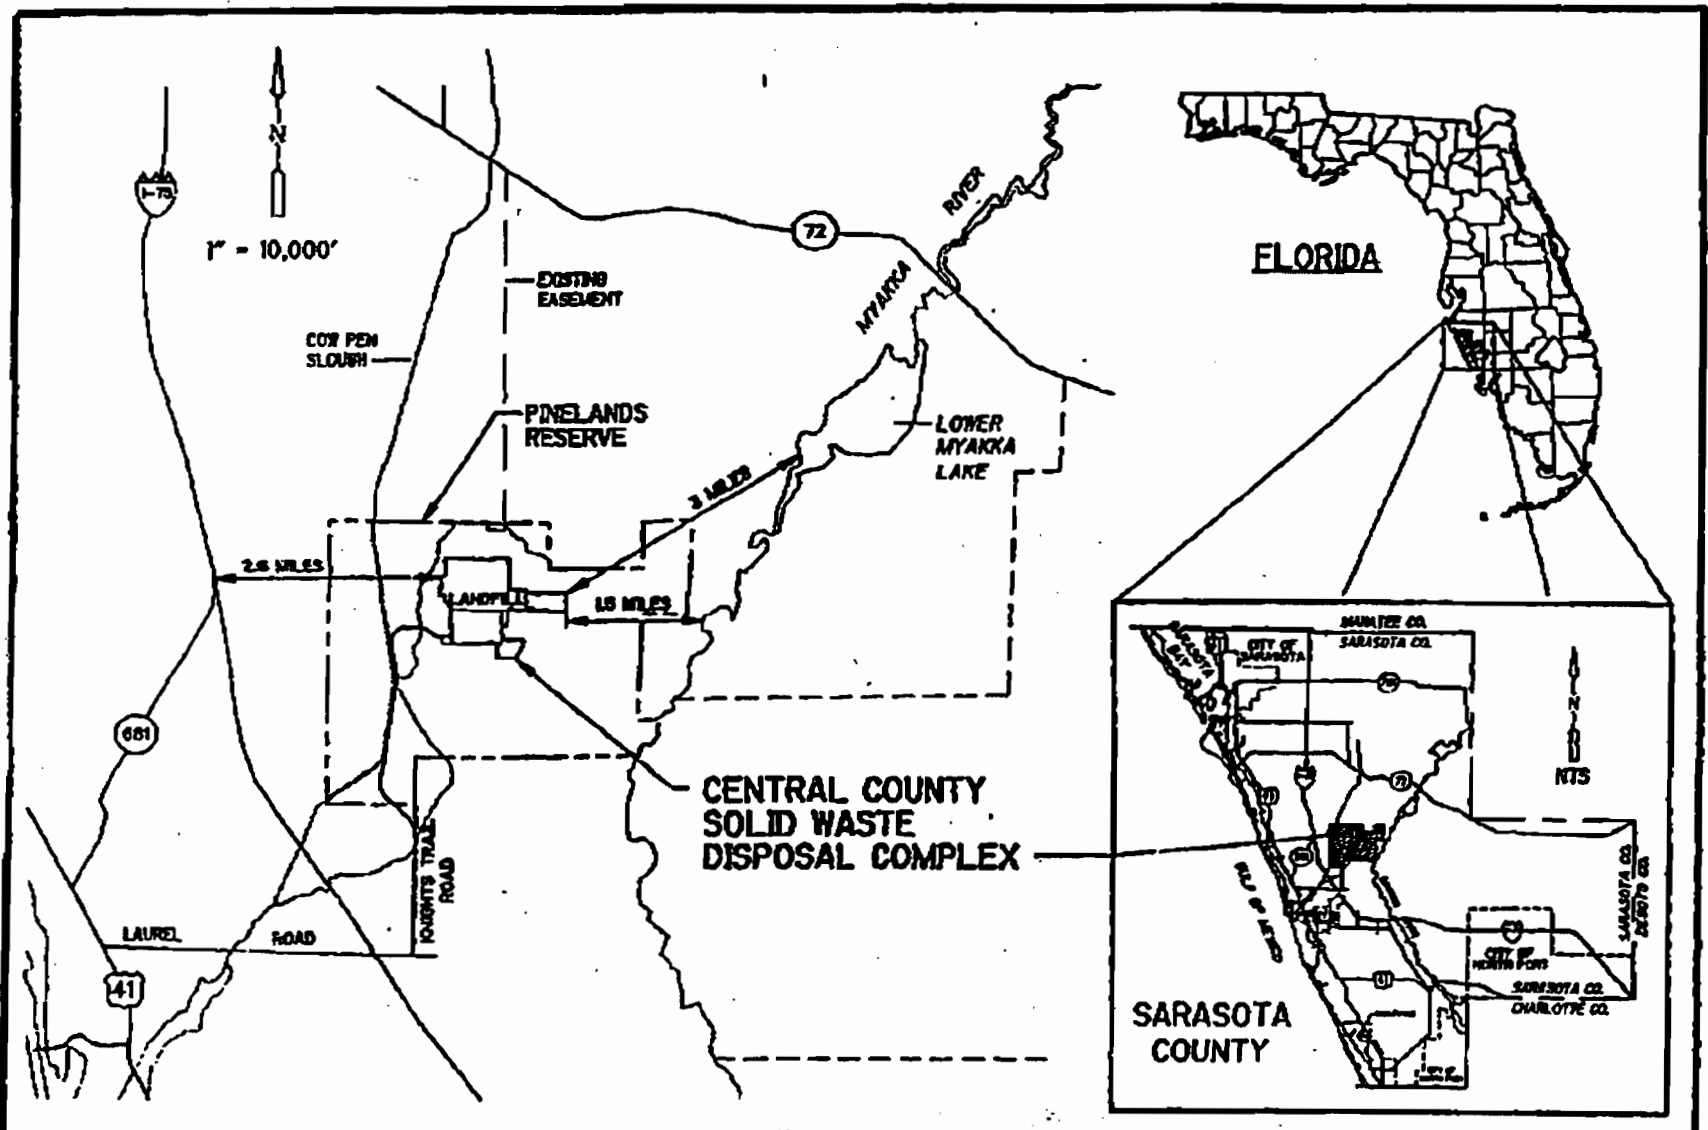 N
I-75
1" = 10,000'
EXISTING
EASEMENT
COW PEN
SLOUGH
PINELANDS
RESERVE
72
RIVER
MYAKKA
LOWER
MYAKKA
LAKE
3 MILES
2.6 MILES
LANDFILL
1.5 MILES
681
CENTRAL COUNTY
SOLID WASTE
DISPOSAL COMPLEX
KNIGHTS TRAIL
ROAD
LAUREL ROAD
41
FLORIDA
MANATEE CO.
SARASOTA CO.
SARASOTA
BAY
CITY OF
SARASOTA
N
NTS
72
GULF OF MEXICO
SARASOTA CO.
DESOTO CO.
CITY OF
NORTH PORT
41
SARASOTA CO.
CHARLOTTE CO.
SARASOTA
COUNTY